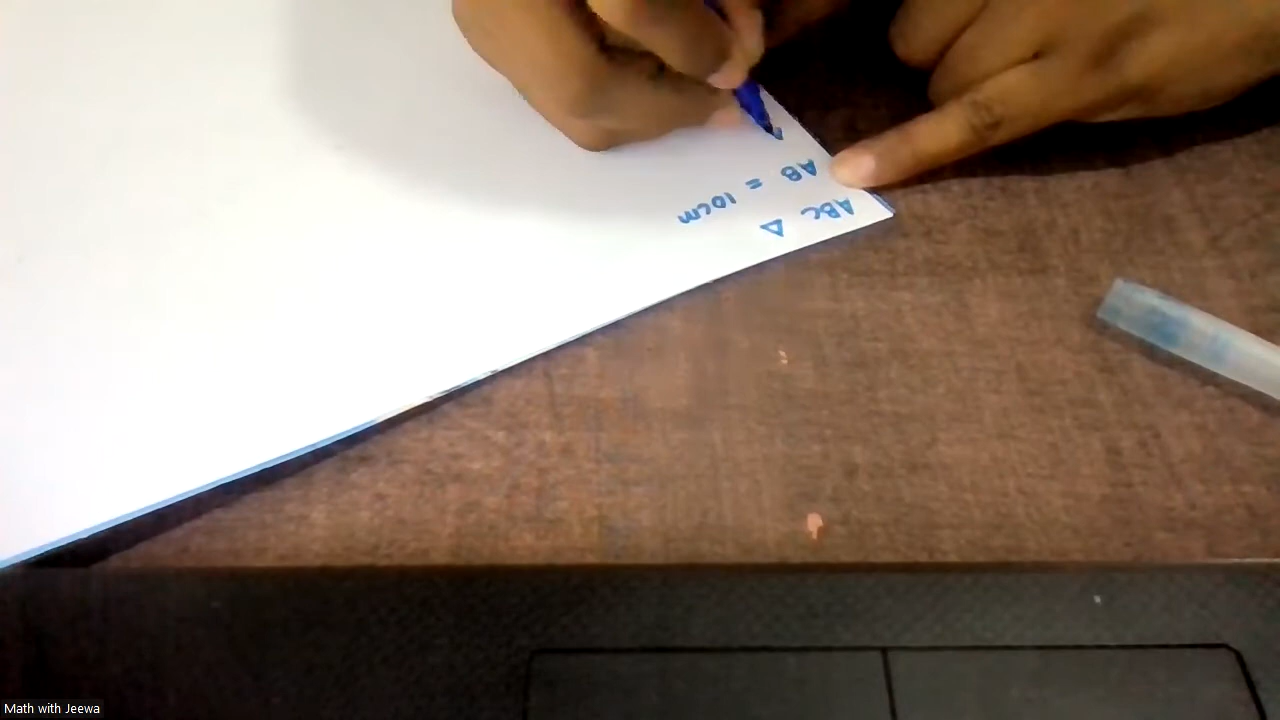 ABC Δ
AB = 10cm
Math with Jeewa